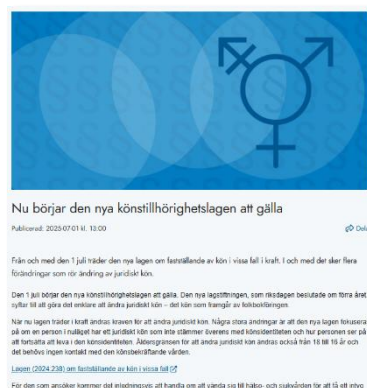 Nu börjar den nya könstillhörighetslagen att gälla
Publicerad: 2025-07-01 kl. 13:00
Dela
Från och med den 1 juli träder den nya lagen om fastställande av kön i vissa fall i kraft. I och med det sker flera
förändringar som rör ändring av juridiskt kön.
Den 1 juli börjar den nya könstillhörighetslagen att gälla. Den nya lagstiftningen, som riksdagen beslutade om förra året
syftar till att göra det enklare att ändra juridiskt kön – det kön som framgår av folkbokföringen.
När nu lagen träder i kraft ändras kraven för att ändra juridiskt kön. Några stora ändringar är att den nya lagen fokusera
på om en person i nuläget har ett juridiskt kön som inte stämmer överens med könsidentiteten och hur personen ser på
att fortsätta att leva i den könsidentiteten. Åldersgränsen för att ändra juridiskt kön ändras också från 18 till 16 år och
det behövs ingen kontakt med den könsbekräftande vården.
Lagen (2024:238) om fastställande av kön i vissa fall
För den som ansöker kommer det inledningsvis att handla om att vända sig till hälso- och sjukvården för att få ett intyg